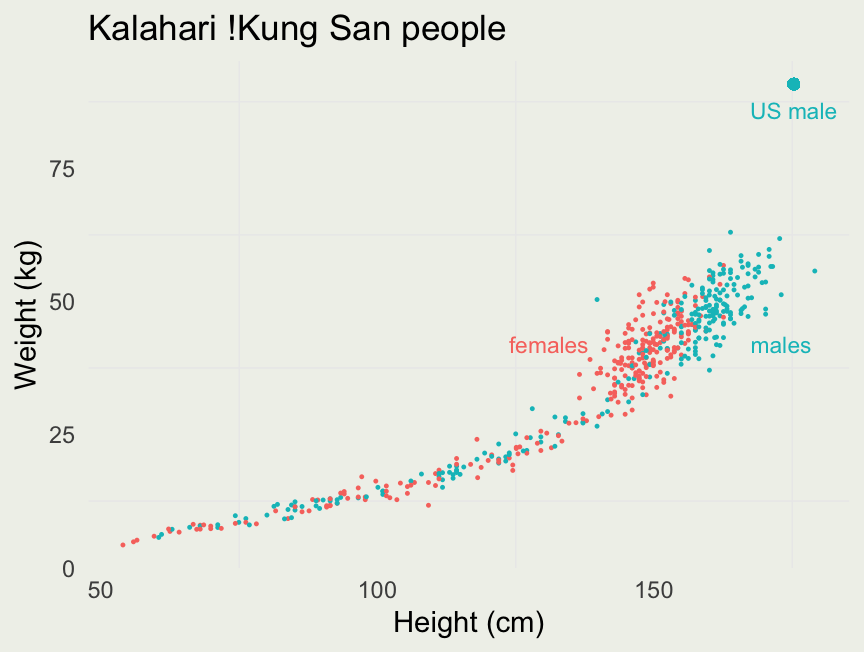 Kalahari !Kung San people
US male
75
50
25
0
females
males
50
100
150
Height (cm)
Weight (kg)